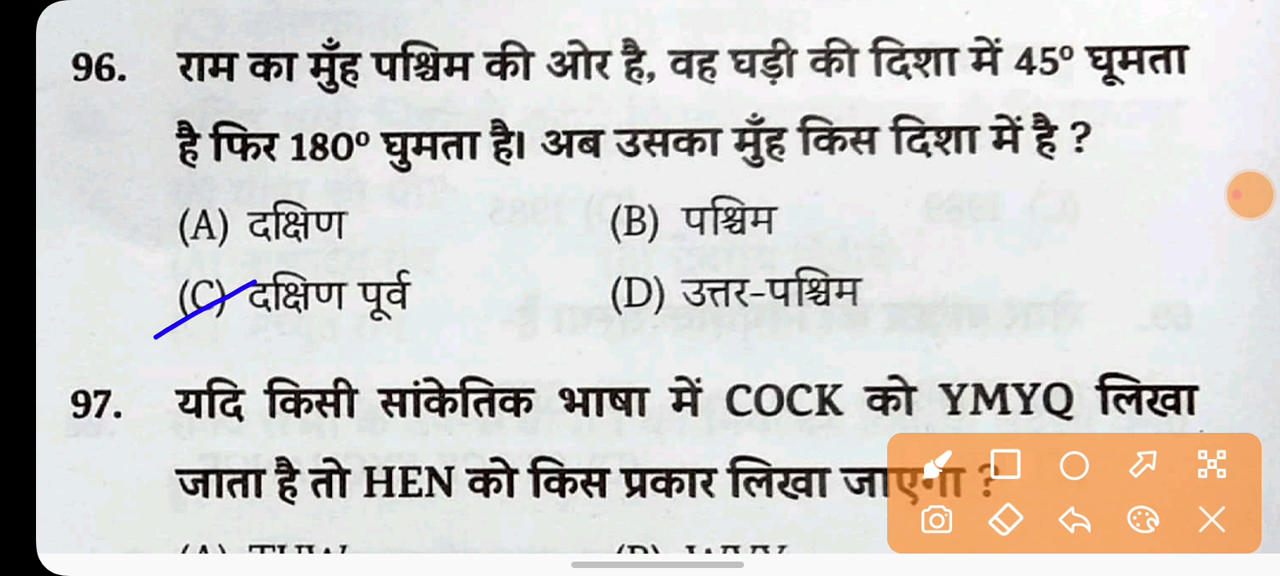 96. राम का मुँह पश्चिम की ओर है, वह घड़ी की दिशा में 45° घूमता
है फिर 180° घुमता है। अब उसका मुँह किस दिशा में है ?
(A) दक्षिण (B) पश्चिम
(C) दक्षिण पूर्व (D) उत्तर-पश्चिम
97. यदि किसी सांकेतिक भाषा में COCK को YMYQ लिखा
जाता है तो HEN को किस प्रकार लिखा जाएगा ?